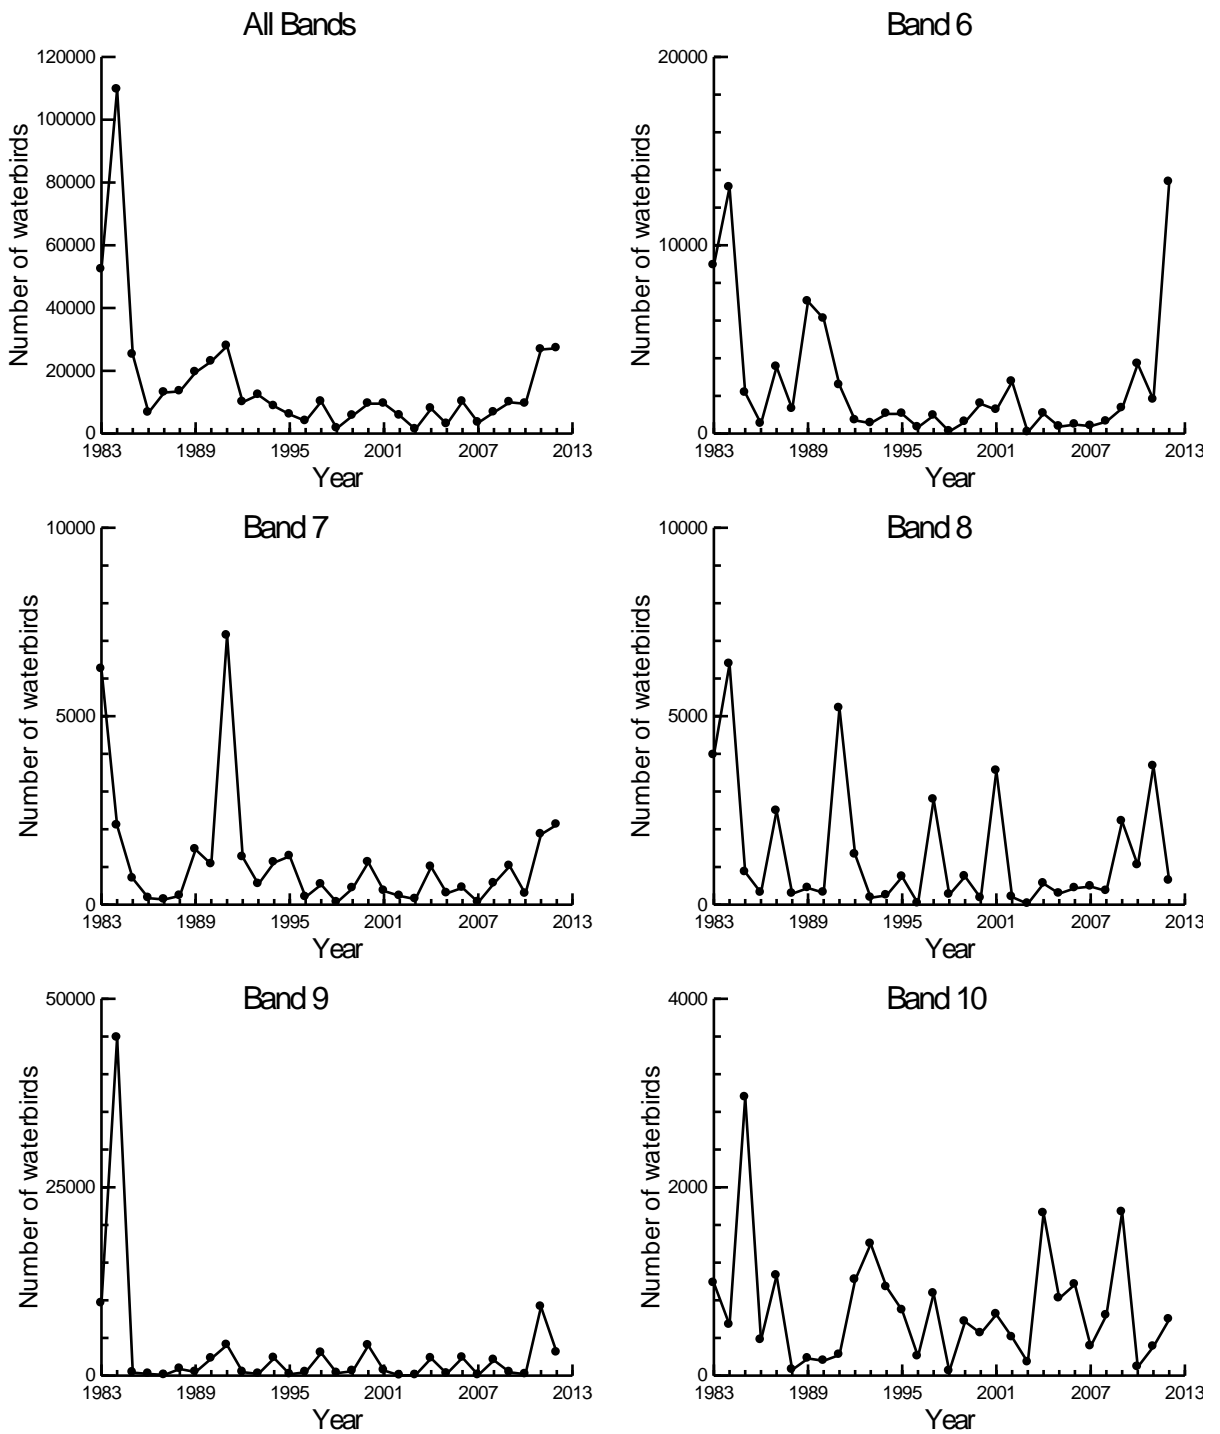 All Bands
Number of waterbirds
120000
100000
80000
60000
40000
20000
0
1983 1989 1995 2001 2007 2013
Year
Band 6
Number of waterbirds
20000
10000
0
1983 1989 1995 2001 2007 2013
Year
Band 7
Number of waterbirds
10000
5000
0
1983 1989 1995 2001 2007 2013
Year
Band 8
Number of waterbirds
10000
5000
0
1983 1989 1995 2001 2007 2013
Year
Band 9
Number of waterbirds
50000
25000
0
1983 1989 1995 2001 2007 2013
Year
Band 10
Number of waterbirds
4000
2000
0
1983 1989 1995 2001 2007 2013
Year